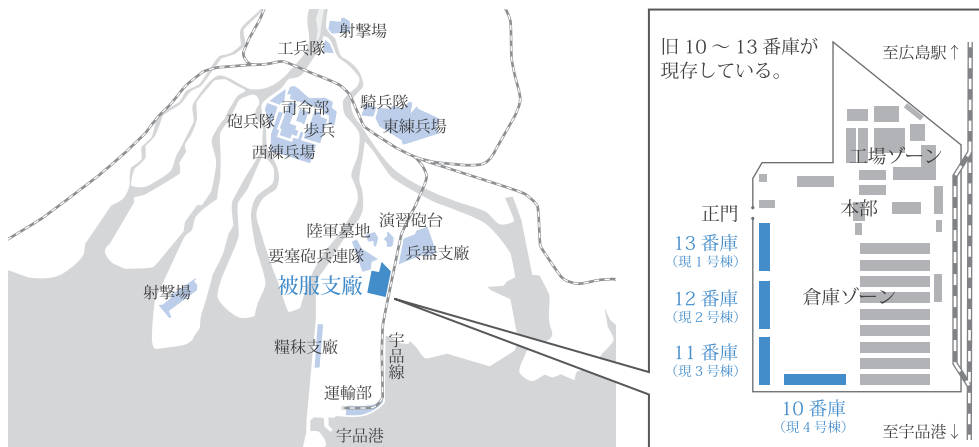 射撃場
工兵隊
司令部
砲兵隊
歩兵
西練兵場
騎兵隊
東練兵場
演習砲台
陸軍墓地
要塞砲兵連隊
兵器支廠
被服支廠
射撃場
糧秣支廠
宇品線
運輸部
宇品港
旧 10 ～ 13 番庫が
現存している。
至広島駅↑
工場ゾーン
本部
正門
13 番庫
（現 1 号棟）
12 番庫
（現 2 号棟）
倉庫ゾーン
11 番庫
（現 3 号棟）
10 番庫
（現 4 号棟）
至宇品港↓